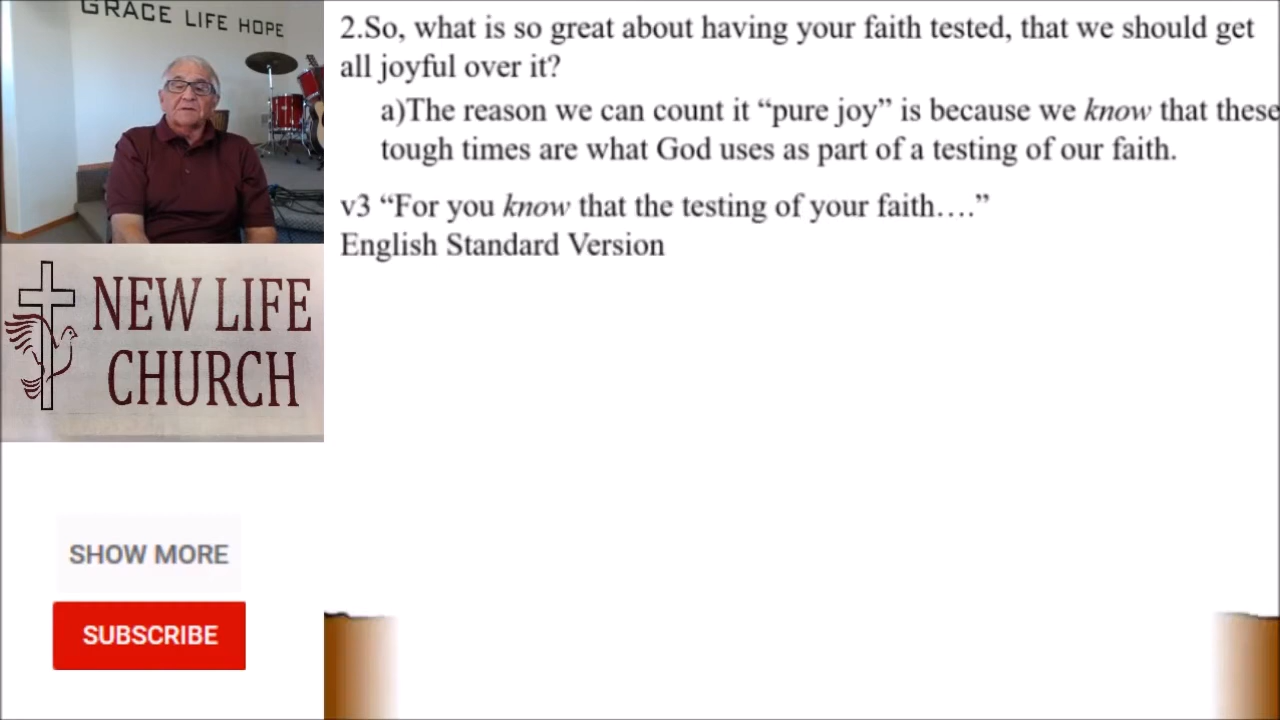 GRACE LIFE HOPE
NEW LIFE
CHURCH
SHOW MORE
SUBSCRIBE
2.So, what is so great about having your faith tested, that we should get
all joyful over it?
a)The reason we can count it “pure joy” is because we know that these
tough times are what God uses as part of a testing of our faith.
v3 “For you know that the testing of your faith….”
English Standard Version